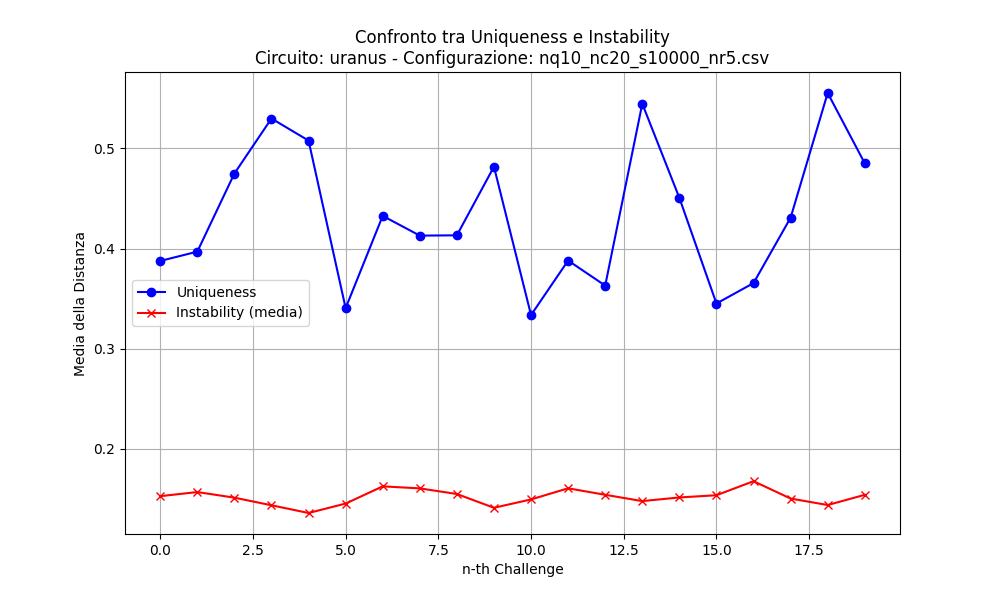 Confronto tra Uniqueness e Instability
Circuito: uranus - Configurazione: nq10_nc20_s10000_nr5.csv
Media della Distanza
0.5
0.4
0.3
0.2
Uniqueness
Instability (media)
0.0
2.5
5.0
7.5
10.0
12.5
15.0
17.5
n-th Challenge